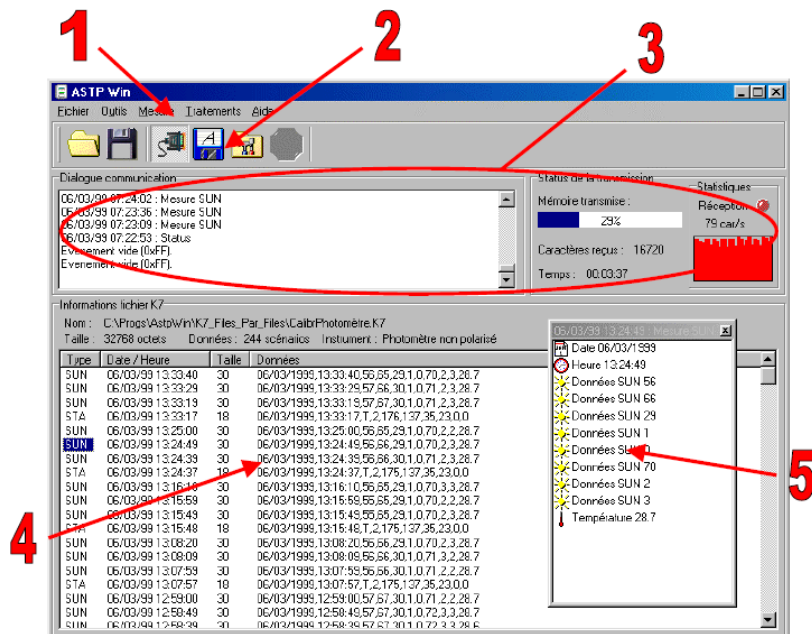 1
2
3
ASTP Win
Fichier Outils Mesure Traitements Aide
Dialogue communication
06/03/99 07:24:02 : Mesure SUN
06/03/99 07:23:36 : Mesure SUN
06/03/99 07:23:09 : Mesure SUN
06/03/99 07:22:53 : Status
Evenement vide (0xFF).
Evenement vide (0xFF).
Status de la transmission
Mémoire transmise :
29%
Caractères reçus : 16720
Temps : 00:03:37
Statistiques
Réception
79 car/s
Informations fichier K7
Nom : C:\Progs\AstpWin\K7_Files_Par_Files\CalibrPhotomètre.K7
Taille : 32768 octets Données : 244 scénarios Instrument : Photomètre non polarisé
Type Date / Heure Taille Données
SUN 06/03/99 13:33:40 30 06/03/1999,13:33:40,56,65,29,1,0,70,2,3,28.7
SUN 06/03/99 13:33:29 30 06/03/1999,13:33:29,57,66,30,1,0,71,3,2,28.7
SUN 06/03/99 13:33:19 30 06/03/1999,13:33:19,57,66,30,1,0,71,2,2,28.7
STA 06/03/99 13:33:17 18 06/03/1999,13:33:17,T,2,176,137,35,23,0,0
SUN 06/03/99 13:25:00 30 06/03/1999,13:25:00,56,65,29,1,0,70,2,2,28.7
SUN 06/03/99 13:24:49 30 06/03/1999,13:24:49,56,66,29,1,0,70,2,3,28.7
SUN 06/03/99 13:24:39 30 06/03/1999,13:24:39,56,66,30,1,0,71,2,3,28.7
STA 06/03/99 13:24:37 18 06/03/1999,13:24:37,T,2,175,137,35,23,0,0
SUN 06/03/99 13:16:10 30 06/03/1999,13:16:10,56,65,29,1,0,70,3,3,28.7
SUN 06/03/99 13:15:59 30 06/03/1999,13:15:59,55,65,29,1,0,70,2,2,28.7
SUN 06/03/99 13:15:49 30 06/03/1999,13:15:49,55,65,29,1,0,70,2,3,28.7
STA 06/03/99 13:15:48 18 06/03/1999,13:15:48,T,2,175,137,35,23,0,0
SUN 06/03/99 13:08:20 30 06/03/1999,13:08:20,56,66,29,1,0,70,2,2,28.7
SUN 06/03/99 13:08:09 30 06/03/1999,13:08:09,56,66,30,1,0,71,3,2,28.7
SUN 06/03/99 13:07:59 30 06/03/1999,13:07:59,56,66,30,1,0,71,2,2,28.7
STA 06/03/99 13:07:57 18 06/03/1999,13:07:57,T,2,175,137,35,23,0,0
SUN 06/03/99 12:59:00 30 06/03/1999,12:59:00,57,67,30,1,0,71,2,2,28.7
SUN 06/03/99 12:58:49 30 06/03/1999,12:58:49,57,67,30,1,0,72,3,3,28.7
SUN 06/03/99 12:58:39 30 06/03/1999,12:58:39,57,67,30,1,0,72,3,3,28.6
06/03/99 13:24:49 : Mesure SUN
Date 06/03/1999
Heure 13:24:49
Données SUN 56
Données SUN 66
Données SUN 29
Données SUN 1
Données SUN 0
Données SUN 70
Données SUN 2
Données SUN 3
Température 28.7
4
5